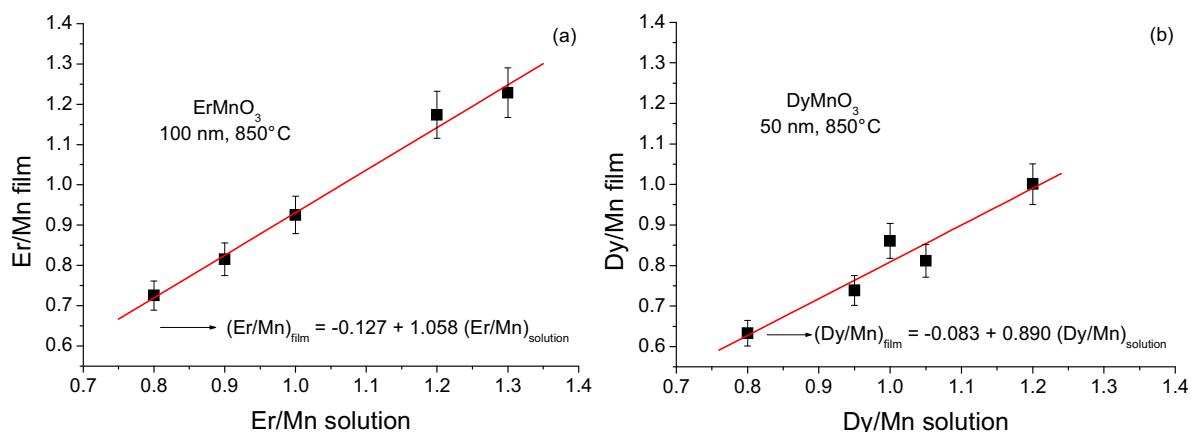 (a)
ErMnO₃
100 nm, 850°C
Er/Mn film
1.4
1.3
1.2
1.1
1.0
0.9
0.8
0.7
0.6
(Er/Mn)film = -0.127 + 1.058 (Er/Mn)solution
0.7 0.8 0.9 1.0 1.1 1.2 1.3 1.4
Er/Mn solution
(b)
DyMnO₃
50 nm, 850°C
Dy/Mn film
1.4
1.3
1.2
1.1
1.0
0.9
0.8
0.7
0.6
(Dy/Mn)film = -0.083 + 0.890 (Dy/Mn)solution
0.7 0.8 0.9 1.0 1.1 1.2 1.3 1.4
Dy/Mn solution